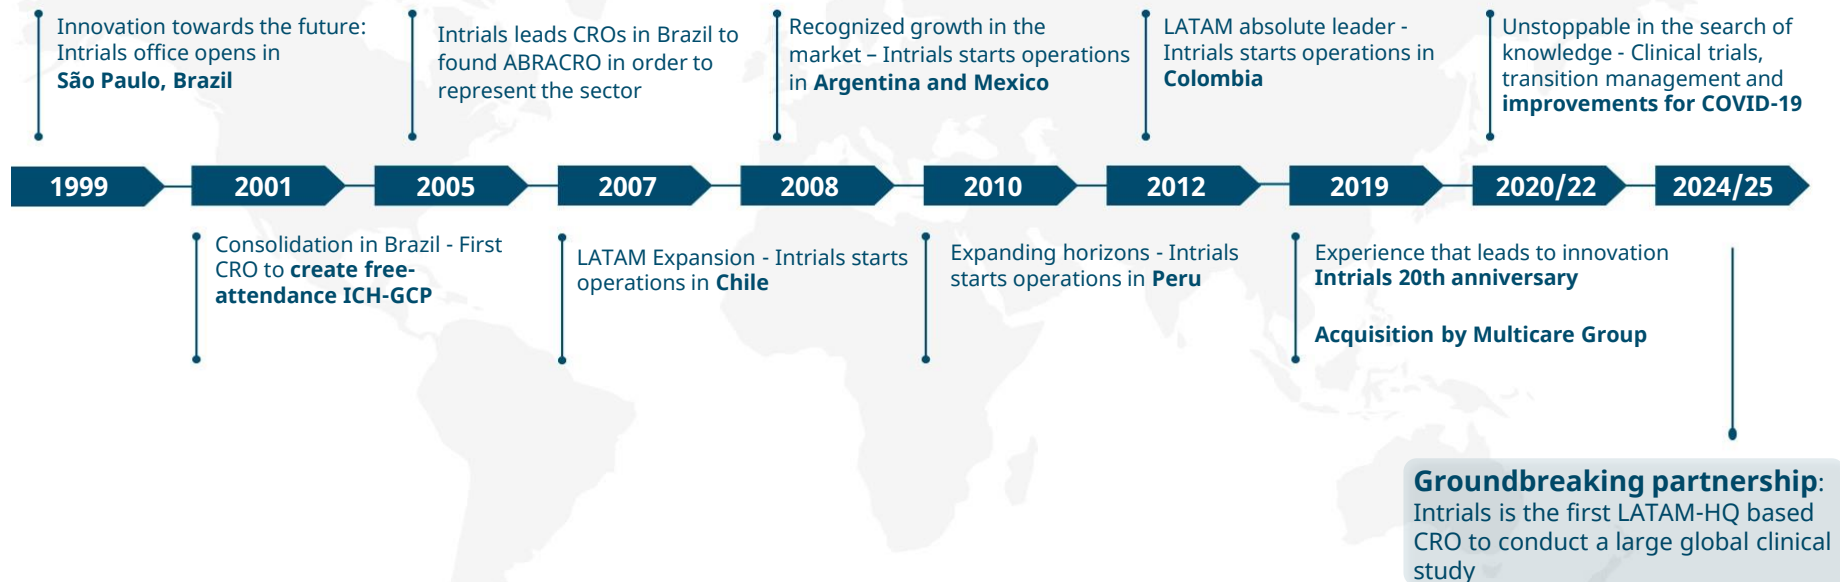 Innovation towards the future:
Intrials office opens in
São Paulo, Brazil
Intrials leads CROs in Brazil to
found ABRACRO in order to
represent the sector
Recognized growth in the
market – Intrials starts operations
in Argentina and Mexico
LATAM absolute leader -
Intrials starts operations in
Colombia
Unstoppable in the search of
knowledge - Clinical trials,
transition management and
improvements for COVID-19
1999
2001
2005
2007
2008
2010
2012
2019
2020/22
2024/25
Consolidation in Brazil - First
CRO to create free-
attendance ICH-GCP
LATAM Expansion - Intrials starts
operations in Chile
Expanding horizons - Intrials
starts operations in Peru
Experience that leads to innovation
Intrials 20th anniversary
Acquisition by Multicare Group
Groundbreaking partnership:
Intrials is the first LATAM-HQ based
CRO to conduct a large global clinical
study